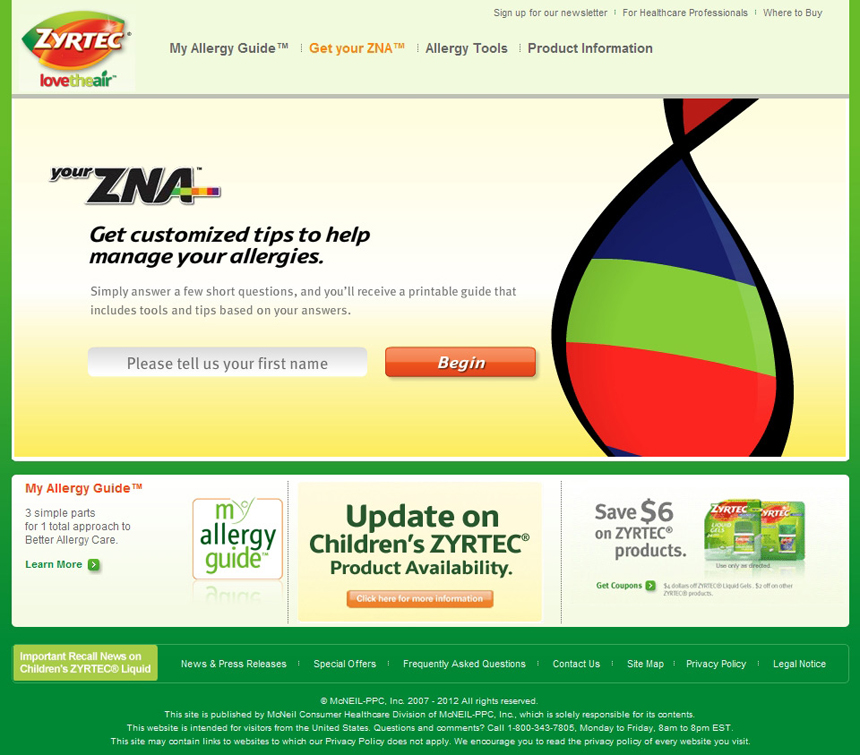 Sign up for our newsletter
For Healthcare Professionals
Where to Buy
ZYRTEC®
lovetheair™
My Allergy Guide™
Get your ZNA™
Allergy Tools
Product Information
your ZNA™
Get customized tips to help
manage your allergies.
Simply answer a few short questions, and you'll receive a printable guide that
includes tools and tips based on your answers.
Please tell us your first name
Begin
My Allergy Guide™
3 simple parts
for 1 total approach to
Better Allergy Care.
Learn More
my
allergy
guide™
Update on
Children's ZYRTEC®
Product Availability.
Click here for more information
Save $6
on ZYRTEC®
products.
ZYRTEC
LIQUID
GELS
ZYRTEC
Use only as directed.
Get Coupons
$4 dollars off ZYRTEC® Liquid Gels. $2 off on other
ZYRTEC® products.
Important Recall News on
Children's ZYRTEC® Liquid
News & Press Releases
Special Offers
Frequently Asked Questions
Contact Us
Site Map
Privacy Policy
Legal Notice
© McNEIL-PPC, Inc. 2007 - 2012 All rights reserved.
This site is published by McNeil Consumer Healthcare Division of McNEIL-PPC, Inc., which is solely responsible for its contents.
This website is intended for visitors from the United States. Questions and comments? Call 1-800-343-7805, Monday to Friday, 8am to 8pm EST.
This site may contain links to websites to which our Privacy Policy does not apply. We encourage you to read the privacy policy of every website you visit.